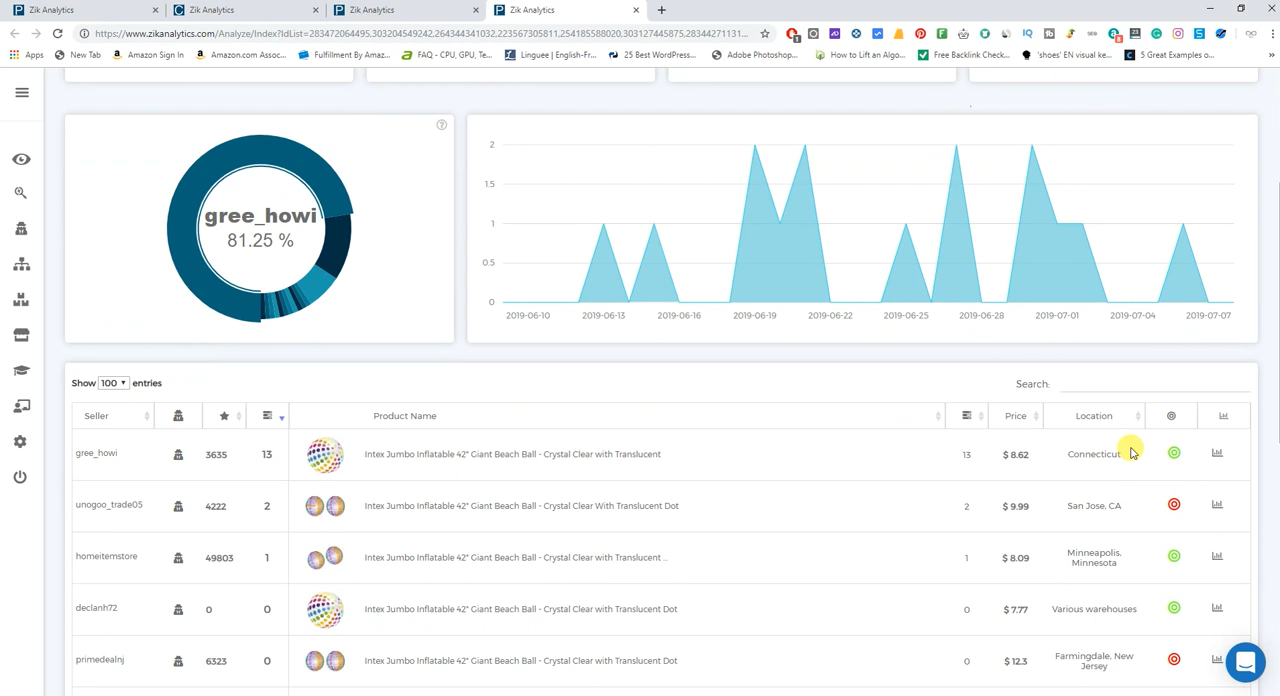 Zik Analytics
Zik Analytics
Zik Analytics
Zik Analytics
https://www.zikanalytics.com/Analyze/Index?IdList=283472064495,303204549242,264344341032,223567305811,254185588020,303127445875,28344271131...
Apps
New Tab
Amazon Sign In
Amazon.com Associ...
Fulfillment By Amaz...
FAQ - CPU, GPU, Te...
Linguee | English-Fr...
25 Best WordPress...
Adobe Photoshop...
How to Lift an Algo...
Free Backlink Check...
'shoes' EN visual ke...
5 Great Examples o...
gree_howi
81.25 %
2
1.5
1
0.5
0
2019-06-10 2019-06-13 2019-06-16 2019-06-19 2019-06-22 2019-06-25 2019-06-28 2019-07-01 2019-07-04 2019-07-07
Show 100 entries
Search:
Seller Product Name Price Location
gree_howi 3635 13 Intex Jumbo Inflatable 42" Giant Beach Ball - Crystal Clear with Translucent 13 $ 8.62 Connecticut
unogoo_trade05 4222 2 Intex Jumbo Inflatable 42" Giant Beach Ball - Crystal Clear With Translucent Dot 2 $ 9.99 San Jose, CA
homeitemstore 49803 1 Intex Jumbo Inflatable 42" Giant Beach Ball - Crystal Clear with Translucent ... 1 $ 8.09 Minneapolis,
Minnesota
declanh72 0 0 Intex Jumbo Inflatable 42" Giant Beach Ball - Crystal Clear with Translucent Dot 0 $ 7.77 Various warehouses
primedealnj 6323 0 Intex Jumbo Inflatable 42" Giant Beach Ball - Crystal Clear with Translucent Dot 0 $ 12.3 Farmingdale, New
Jersey